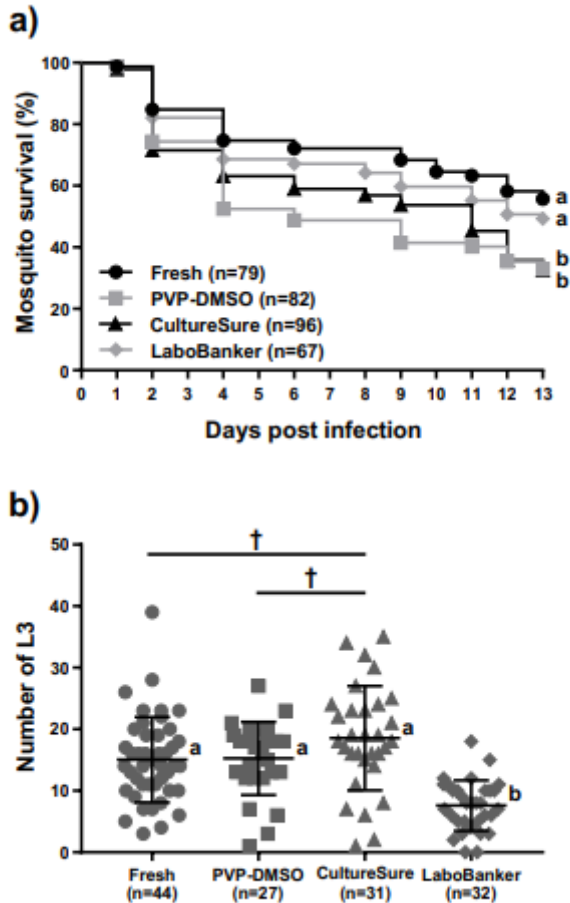 a)
Mosquito survival (%)
100
80
60
40
20
0
a
a
b
b
Fresh (n=79)
PVP-DMSO (n=82)
CultureSure (n=96)
LaboBanker (n=67)
0 1 2 3 4 5 6 7 8 9 10 11 12 13
Days post infection
b)
Number of L3
50
40
30
20
10
0
†
†
a
a
a
b
Fresh PVP-DMSO CultureSure LaboBanker
(n=44) (n=27) (n=31) (n=32)